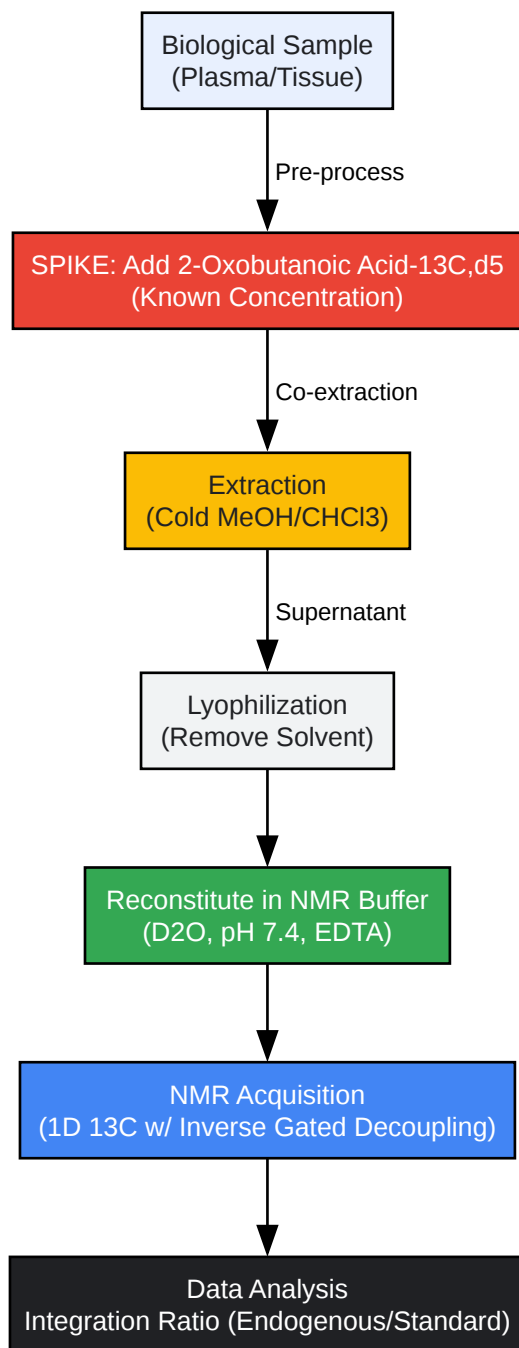 Biological Sample
(Plasma/Tissue)
Pre-process
SPIKE: Add 2-Oxobutanoic Acid-13C,d5
(Known Concentration)
Co-extraction
Extraction
(Cold MeOH/CHCl3)
Supernatant
Lyophilization
(Remove Solvent)
Reconstitute in NMR Buffer
(D2O, pH 7.4, EDTA)
NMR Acquisition
(1D 13C w/ Inverse Gated Decoupling)
Data Analysis
Integration Ratio (Endogenous/Standard)